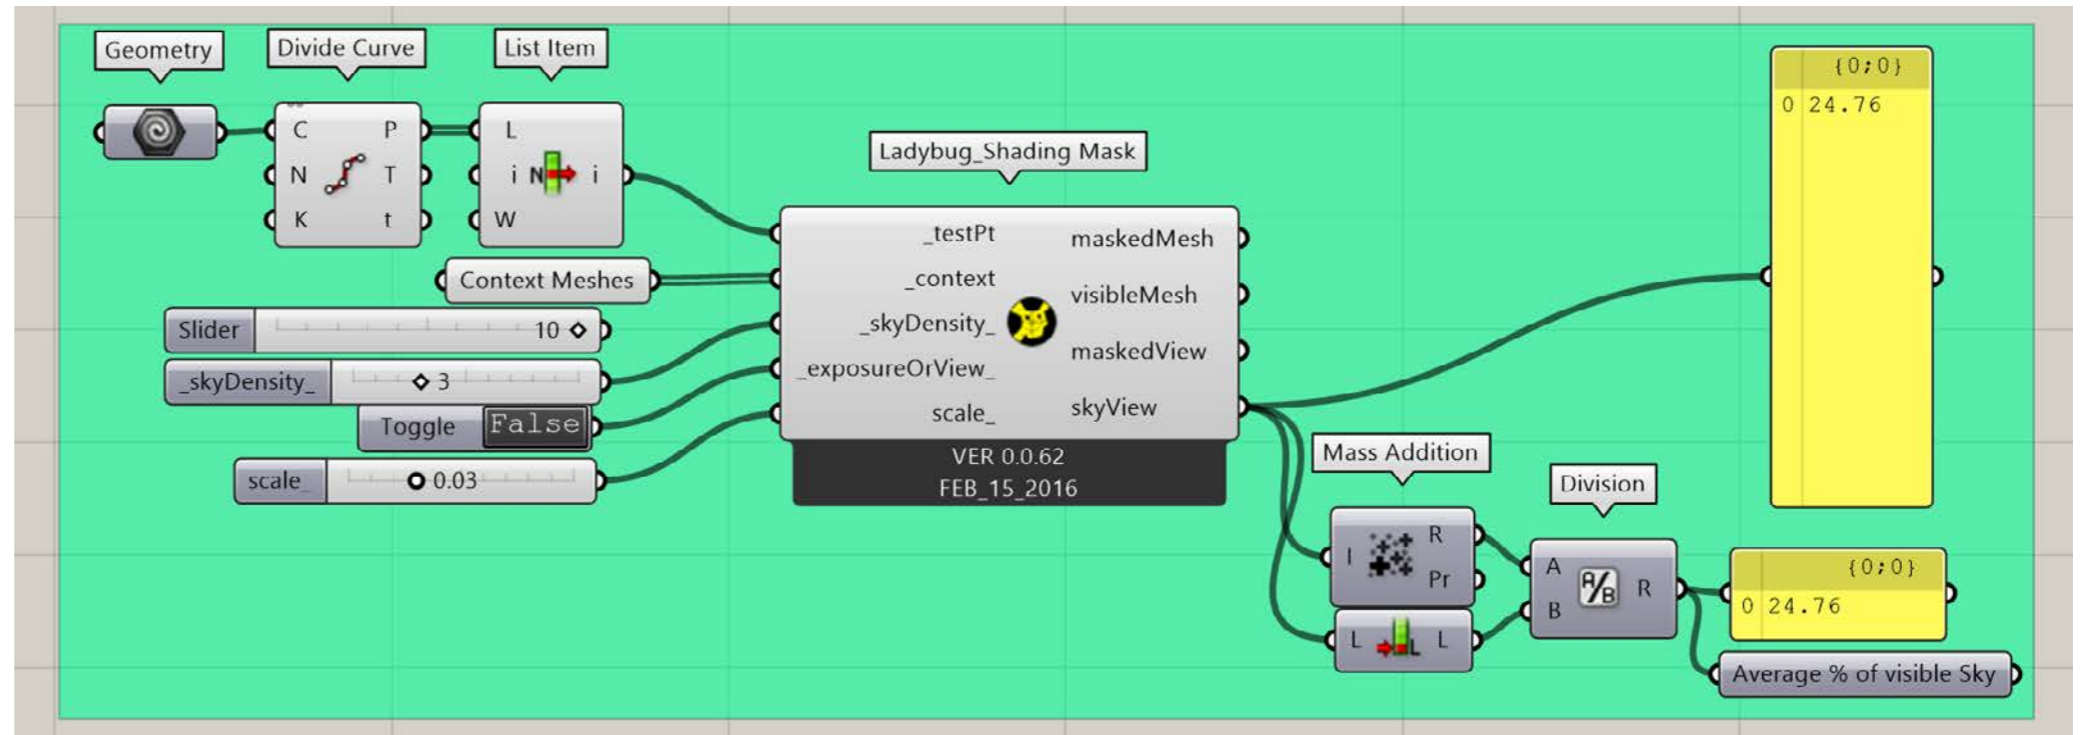 Geometry
Divide Curve
List Item
C P
N T
K t
L
i N i
W
Ladybug_Shading Mask
_testPt
_context
_skyDensity_
_exposureOrView_
scale_
maskedMesh
visibleMesh
maskedView
skyView
VER 0.0.62
FEB_15_2016
Context Meshes
Slider 10
_skyDensity_ 3
Toggle False
scale_ 0.03
{0;0}
0 24.76
Mass Addition
I R
Pr
L L L
Division
A
B
A/B
R
{0;0}
0 24.76
Average % of visible Sky